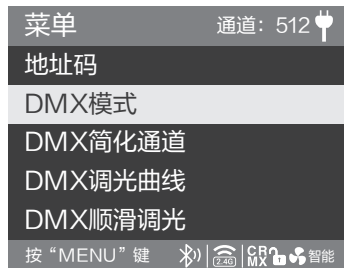 菜单 通道：512
地址码
DMX模式
DMX简化通道
DMX调光曲线
DMX顺滑调光
按“MENU”键 2.4G CRMX 智能